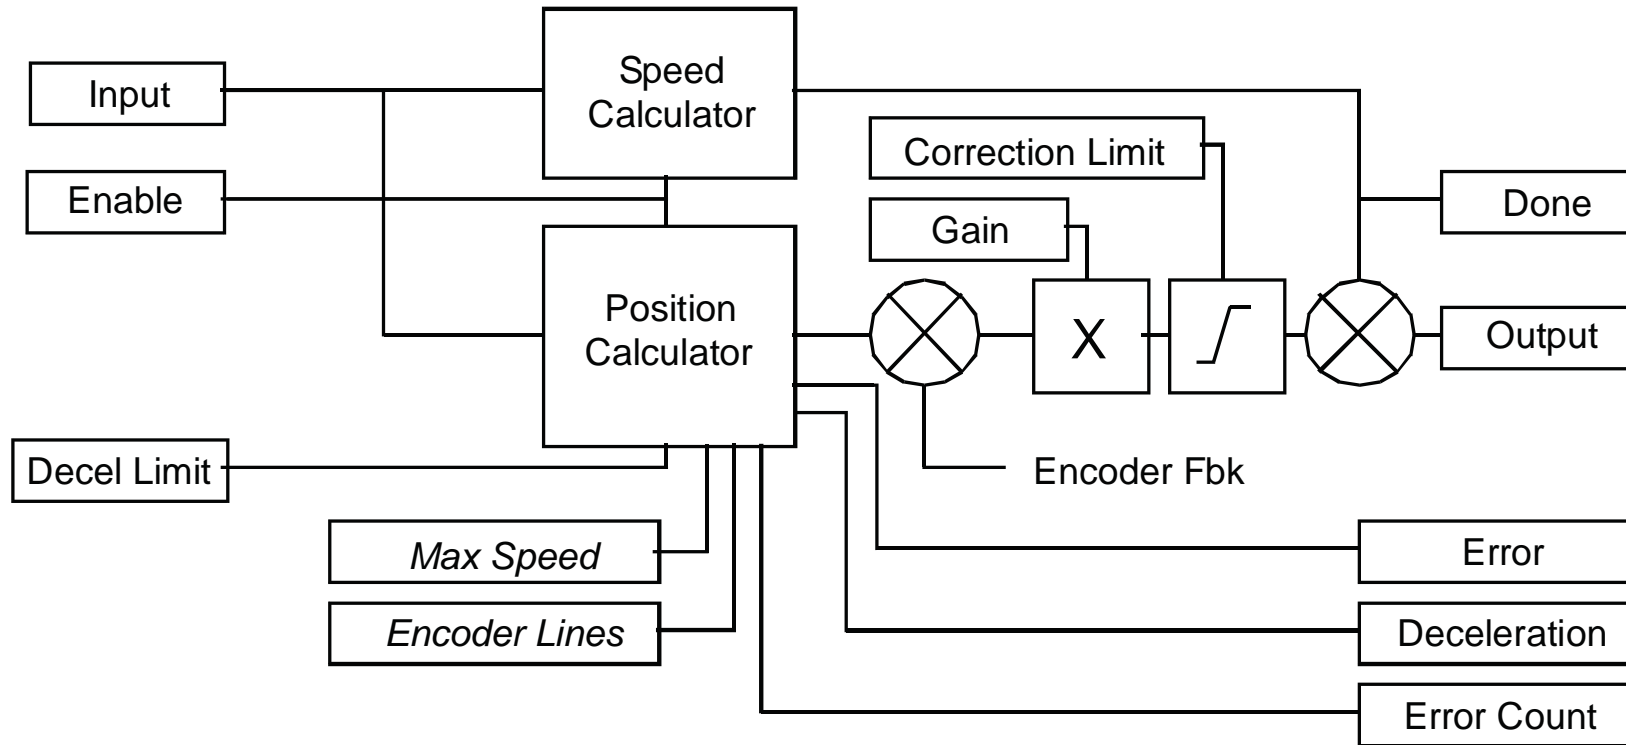 Speed
Calculator
Input
Correction Limit
Enable
Done
Gain
Position
Calculator
X
Output
Decel Limit
Encoder Fbk
Max Speed
Error
Encoder Lines
Deceleration
Error Count